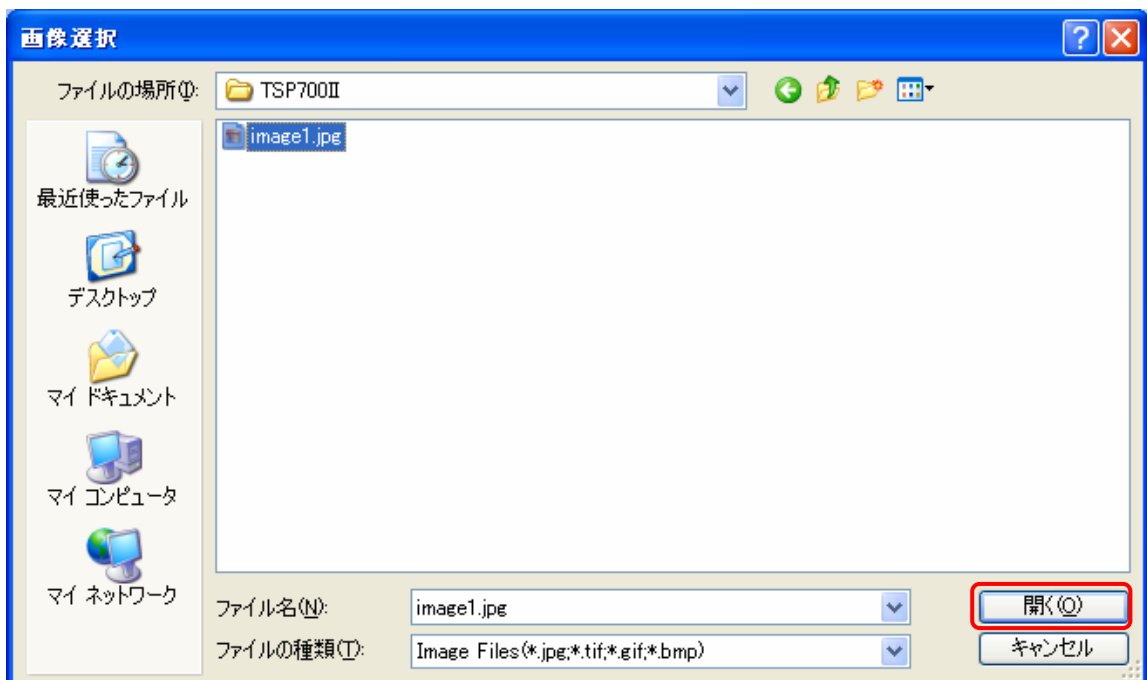 画像選択
ファイルの場所(I):
TSP700II
image1.jpg
最近使ったファイル
デスクトップ
マイ ドキュメント
マイ コンピュータ
マイ ネットワーク
ファイル名(N):
image1.jpg
開く(O)
ファイルの種類(T):
Image Files(*.jpg;*.tif;*.gif;*.bmp)
キャンセル